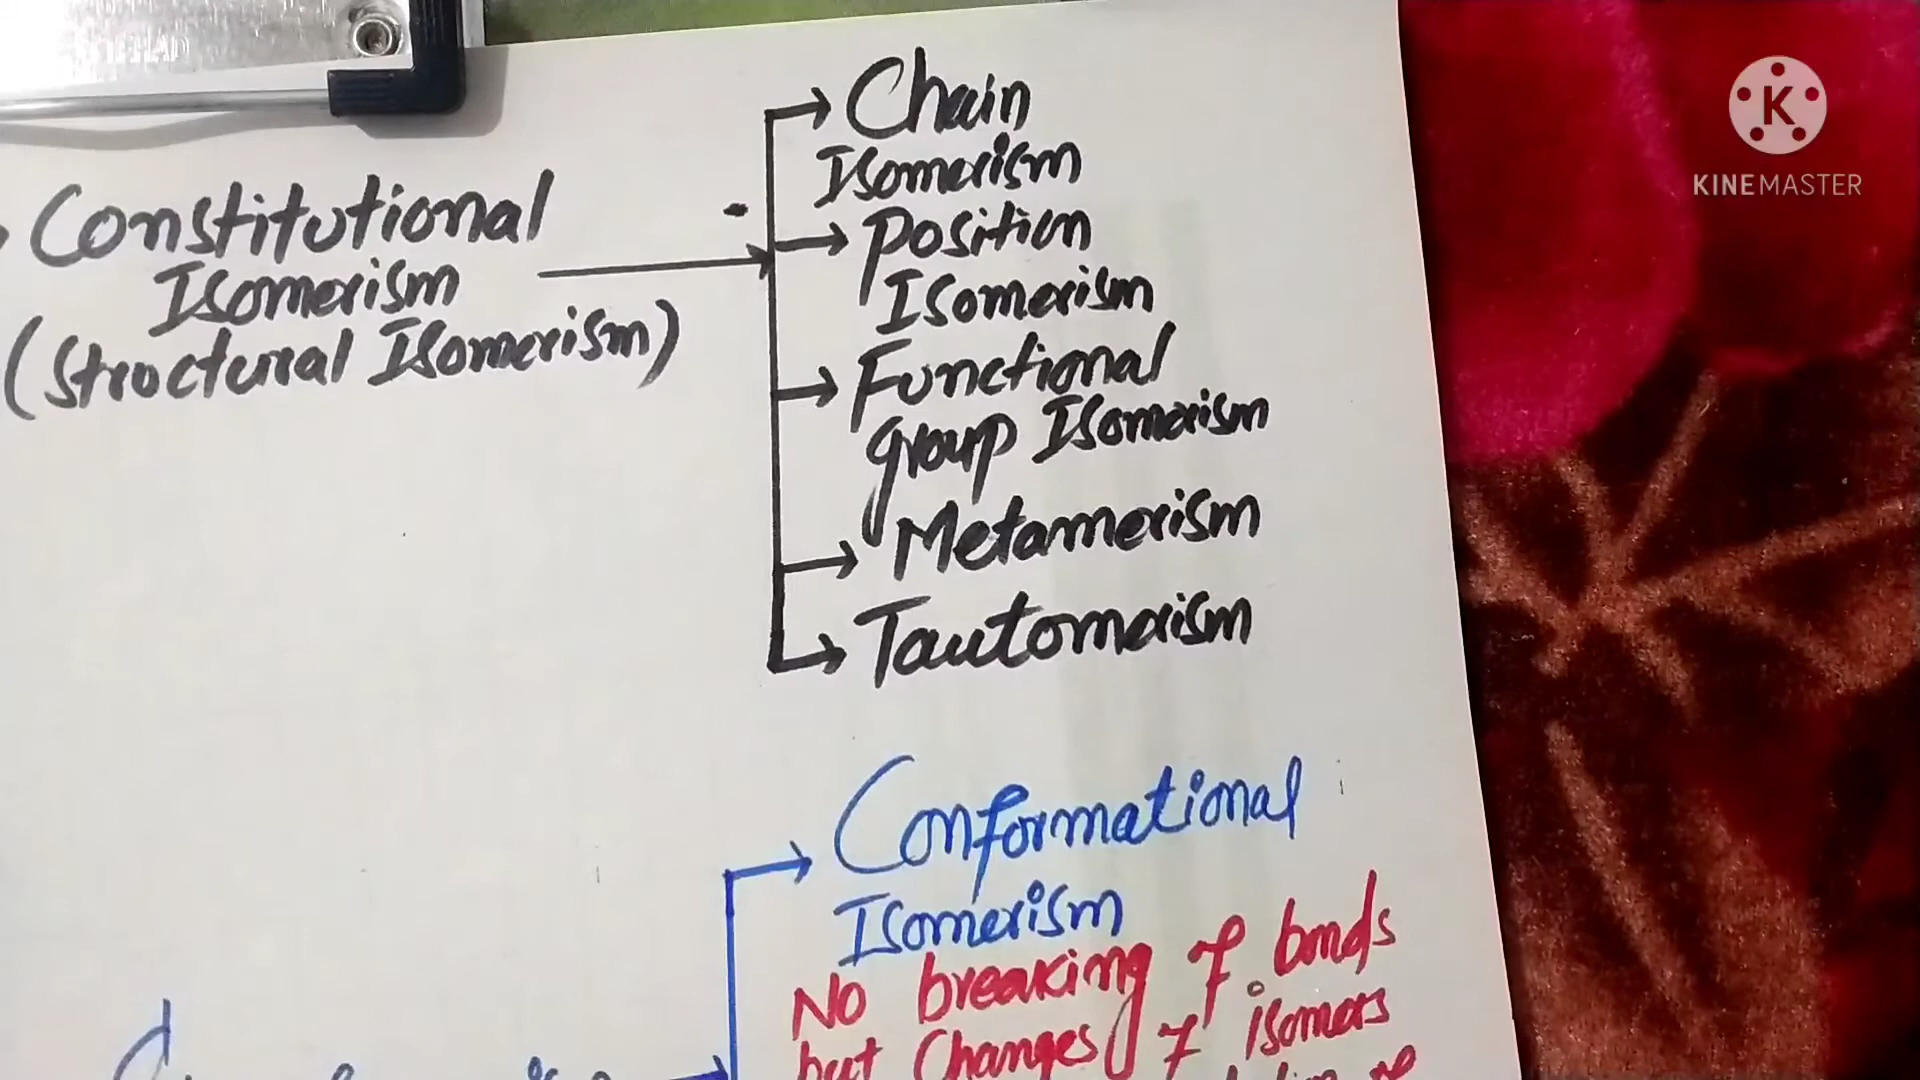 Constitutional
Isomerism
(Structural Isomerism)
Chain
Isomerism
Position
Isomerism
Functional
group Isomerism
Metamerism
Tautomerism
Conformational
Isomerism
No breaking of bonds
but Changes of isomers
KINEMASTER